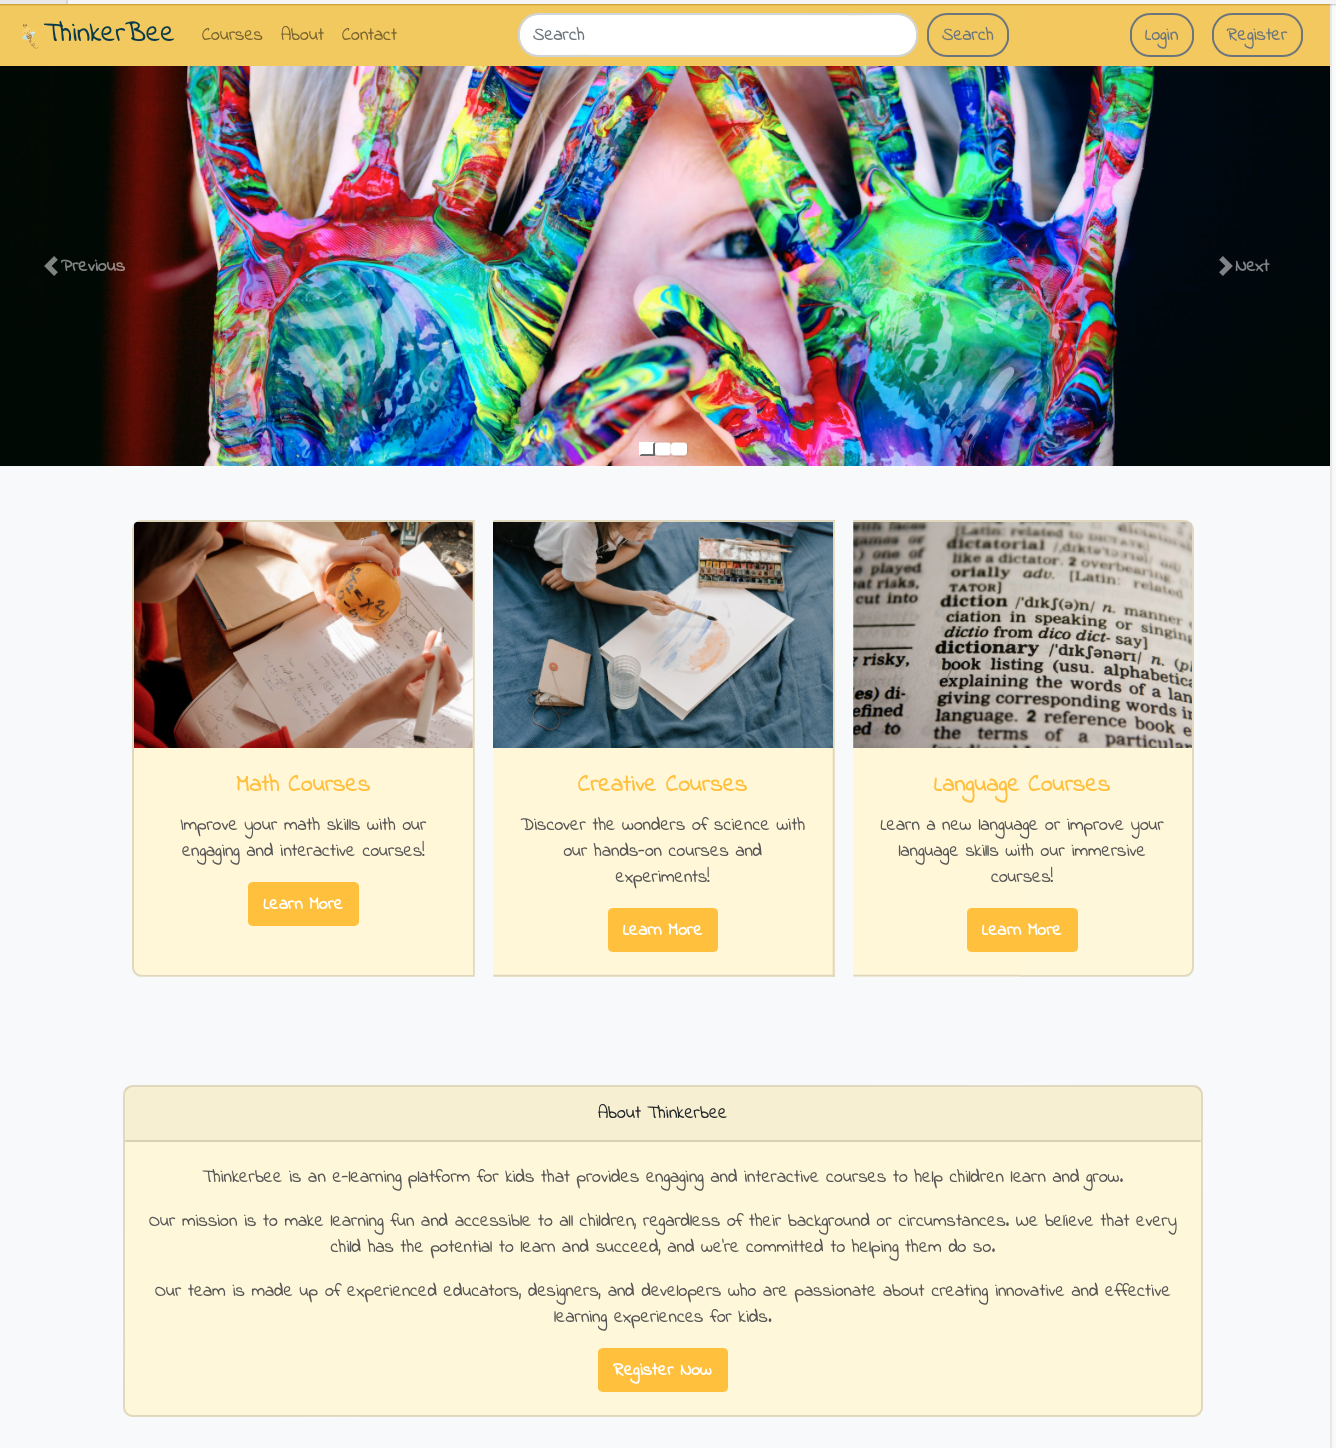 ThinkerBee Courses About Contact Search Search Login Register
Previous Next
[Latin: related to DICTATE]
dictatorial /,dɪktə'tɔːrɪəl/ adj.
like a dictator. 2 overbearing.
orially adv. [Latin: related
TATOR]
diction /'dɪkʃ(ə)n/ n. manner
ciation in speaking or singing
dictio from dico dict- say]
dictionary /'dɪkʃənərɪ/ n. (pl
book listing (usu. alphabetica
explaining the words of a lan
giving corresponding words in
language. 2 reference book
the terms of a particular
games or
) one of
played
eat risks,
cut into
risky,
es) di-
efined
ed to
Math Courses
Improve your math skills with our
engaging and interactive courses!
Learn More
Creative Courses
Discover the wonders of science with
our hands-on courses and
experiments!
Learn More
Language Courses
Learn a new language or improve your
language skills with our immersive
courses!
Learn More
About Thinkerbee
Thinkerbee is an e-learning platform for kids that provides engaging and interactive courses to help children learn and grow.
Our mission is to make learning fun and accessible to all children, regardless of their background or circumstances. We believe that every
child has the potential to learn and succeed, and we're committed to helping them do so.
Our team is made up of experienced educators, designers, and developers who are passionate about creating innovative and effective
learning experiences for kids.
Register Now